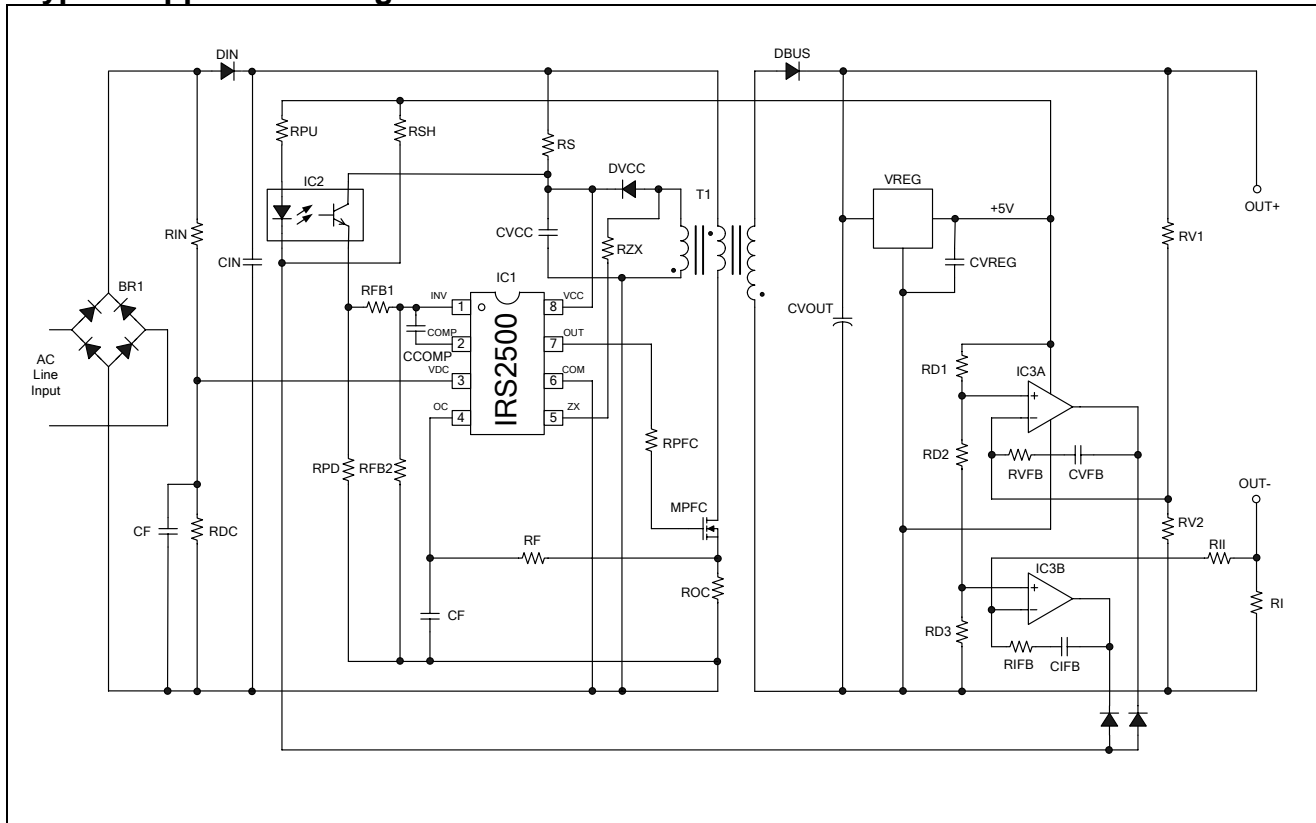 DIN
DBUS
RPU
RSH
RS
DVCC
T1
VREG
IC2
+5V
OUT+
RIN
CVCC
RZX
RV1
CIN
CVREG
BR1
IC1
RFB1
INV
1
8
VCC
CVOUT
COMP
2
7
OUT
CCOMP
AC
Line
Input
VDC
3
6
COM
RD1
IC3A
IRS2500
OC
4
5
ZX
RPFC
RPD
RFB2
RD2
RVFB
CVFB
OUT-
MPFC
CF
RDC
RF
RV2
RII
ROC
IC3B
CF
RD3
RI
RIFB
CIFB